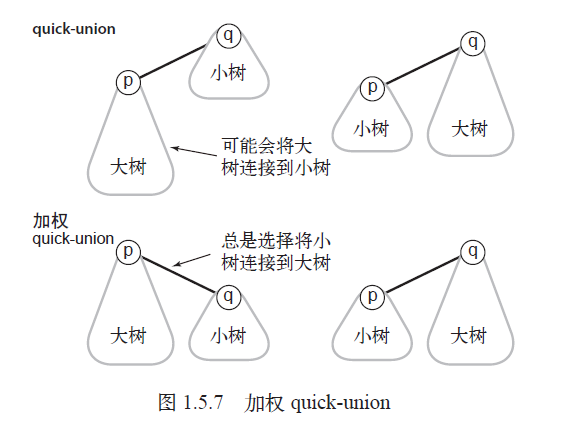 quick-union
q
p
小树
大树
可能会将大
树连接到小树
q
p
小树
大树
加权
quick-union
p
q
大树
小树
总是选择将小
树连接到大树
q
p
小树
大树
图 1.5.7 加权 quick-union